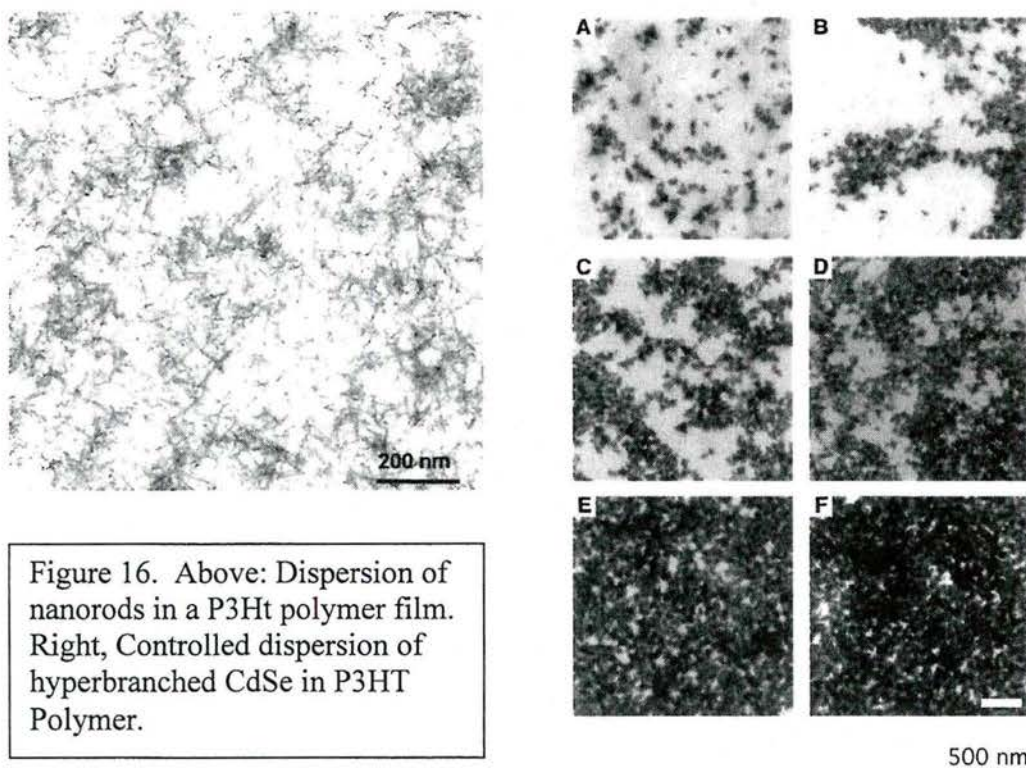 200 nm
Figure 16. Above: Dispersion of
nanorods in a P3Ht polymer film.
Right, Controlled dispersion of
hyperbranched CdSe in P3HT
Polymer.
A
B
C
D
E
F
500 nm